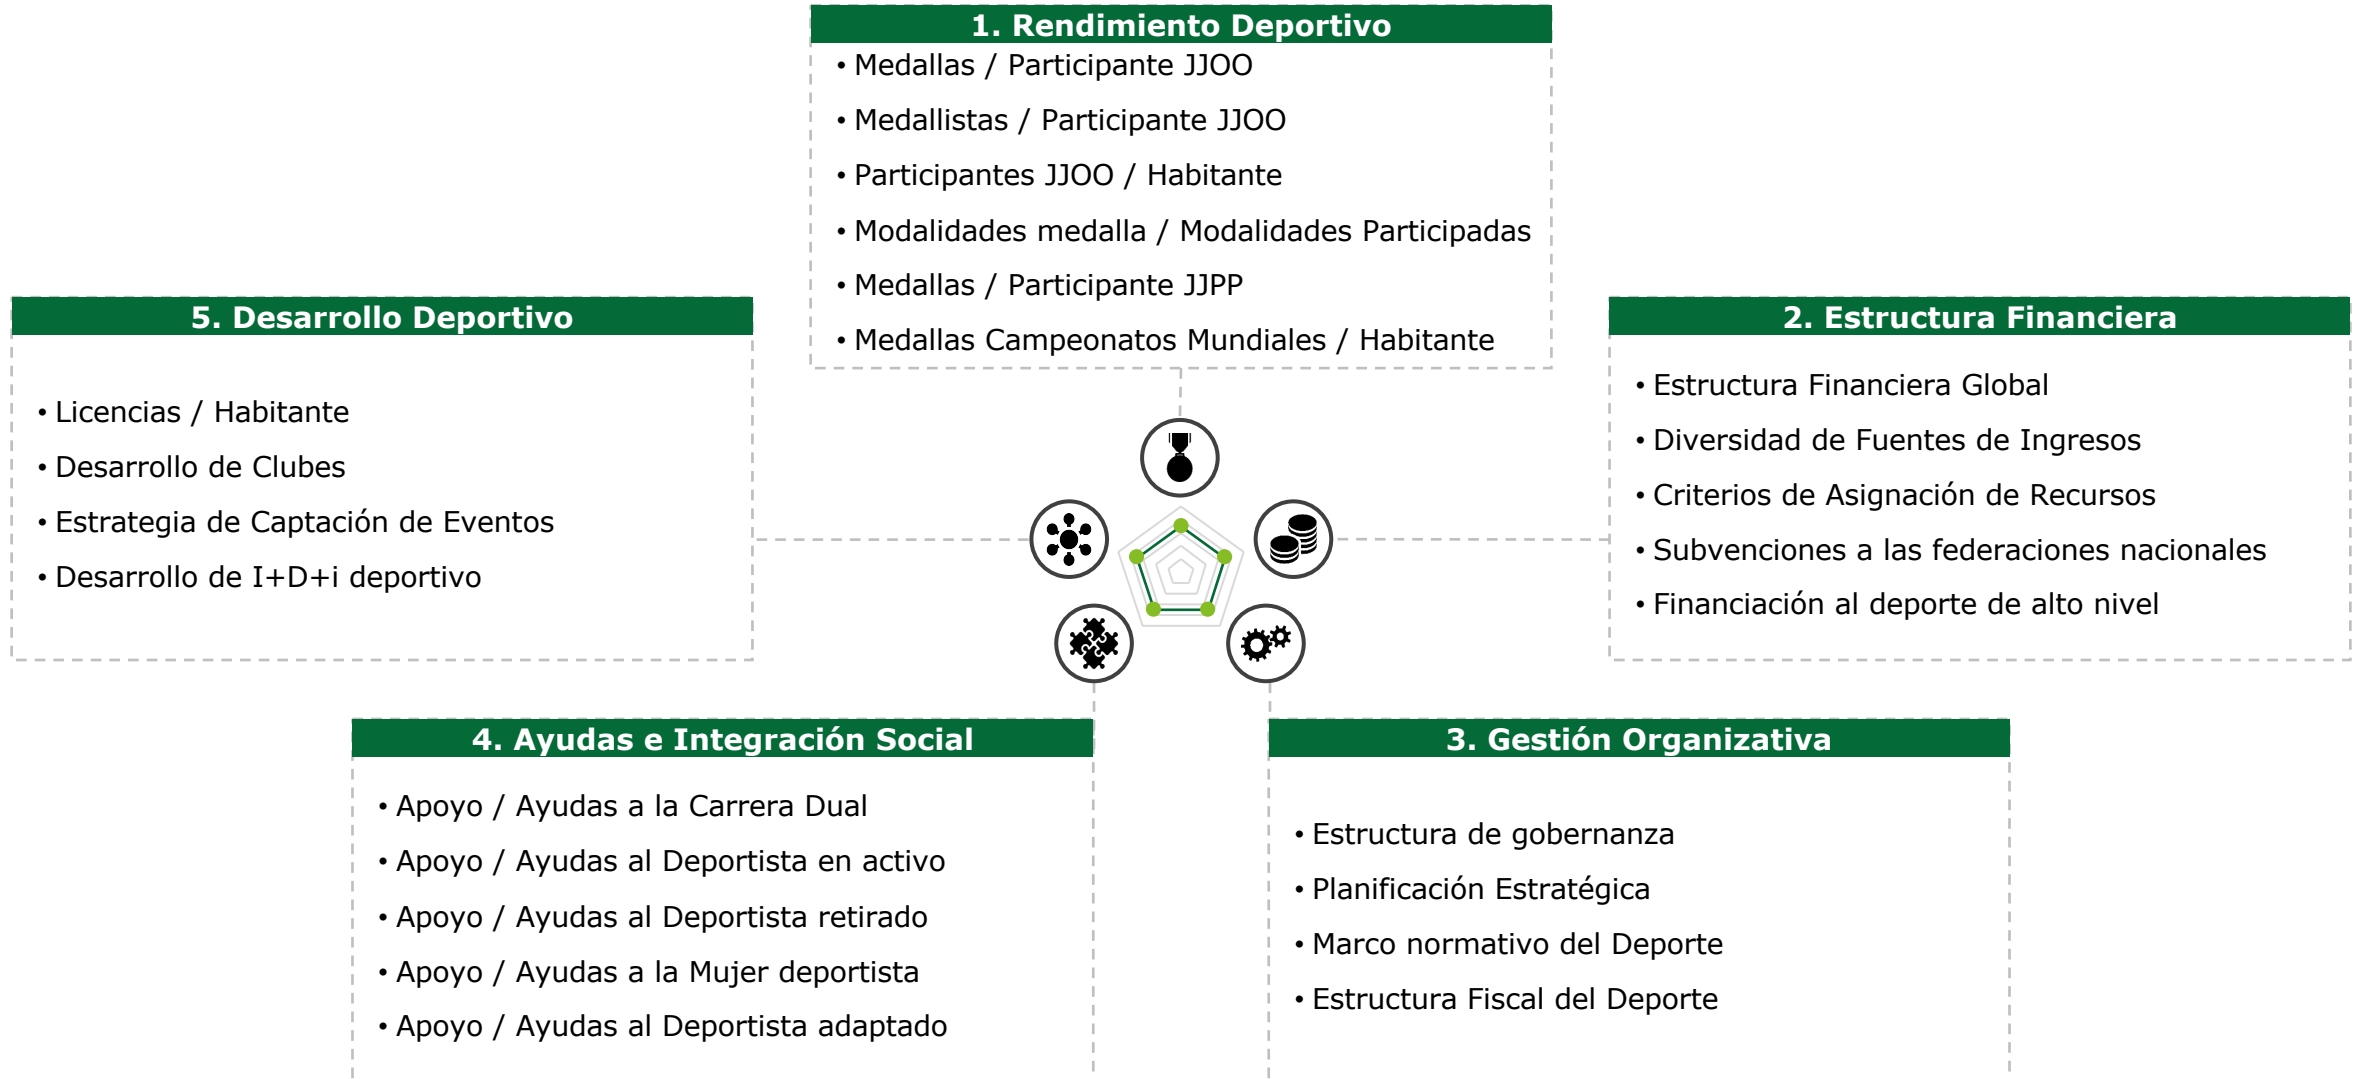 1. Rendimiento Deportivo
• Medallas / Participante JJOO
• Medallistas / Participante JJOO
• Participantes JJOO / Habitante
• Modalidades medalla / Modalidades Participadas
• Medallas / Participante JJPP
• Medallas Campeonatos Mundiales / Habitante
2. Estructura Financiera
• Estructura Financiera Global
• Diversidad de Fuentes de Ingresos
• Criterios de Asignación de Recursos
• Subvenciones a las federaciones nacionales
• Financiación al deporte de alto nivel
3. Gestión Organizativa
• Estructura de gobernanza
• Planificación Estratégica
• Marco normativo del Deporte
• Estructura Fiscal del Deporte
4. Ayudas e Integración Social
• Apoyo / Ayudas a la Carrera Dual
• Apoyo / Ayudas al Deportista en activo
• Apoyo / Ayudas al Deportista retirado
• Apoyo / Ayudas a la Mujer deportista
• Apoyo / Ayudas al Deportista adaptado
5. Desarrollo Deportivo
• Licencias / Habitante
• Desarrollo de Clubes
• Estrategia de Captación de Eventos
• Desarrollo de I+D+i deportivo